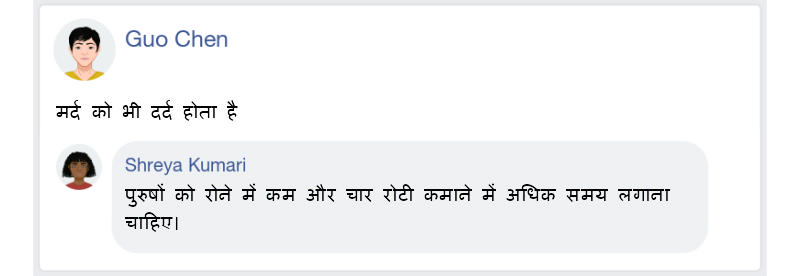 Guo Chen
मर्द को भी दर्द होता है
Shreya Kumari
पुरुषों को रोने में कम और चार रोटी कमाने में अधिक समय लगाना
चाहिए।